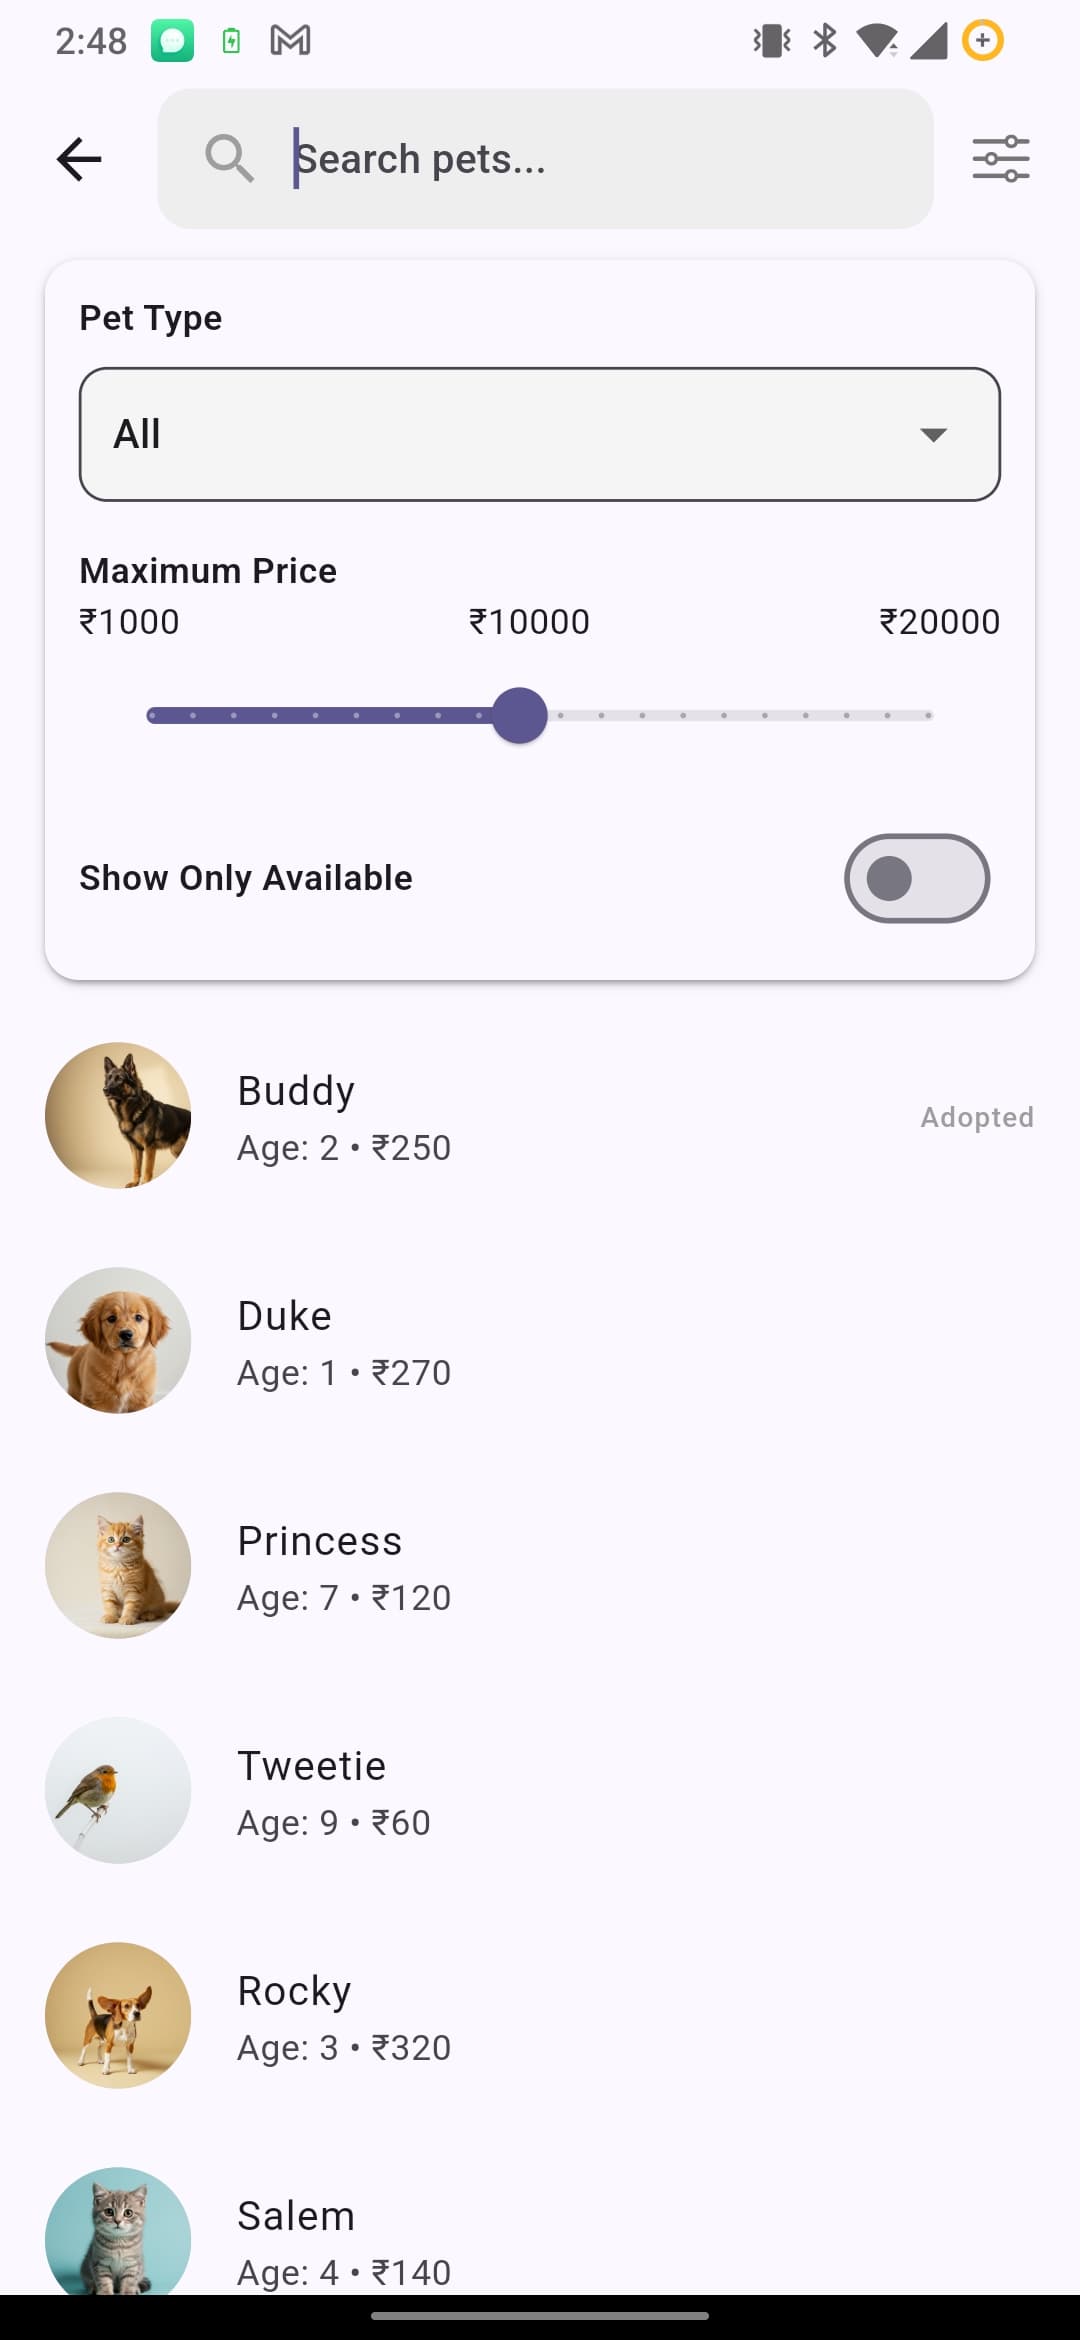 2:48
Search pets...
Pet Type
All
Maximum Price
₹1000 ₹10000 ₹20000
Show Only Available
Buddy
Age: 2 • ₹250
Adopted
Duke
Age: 1 • ₹270
Princess
Age: 7 • ₹120
Tweetie
Age: 9 • ₹60
Rocky
Age: 3 • ₹320
Salem
Age: 4 • ₹140